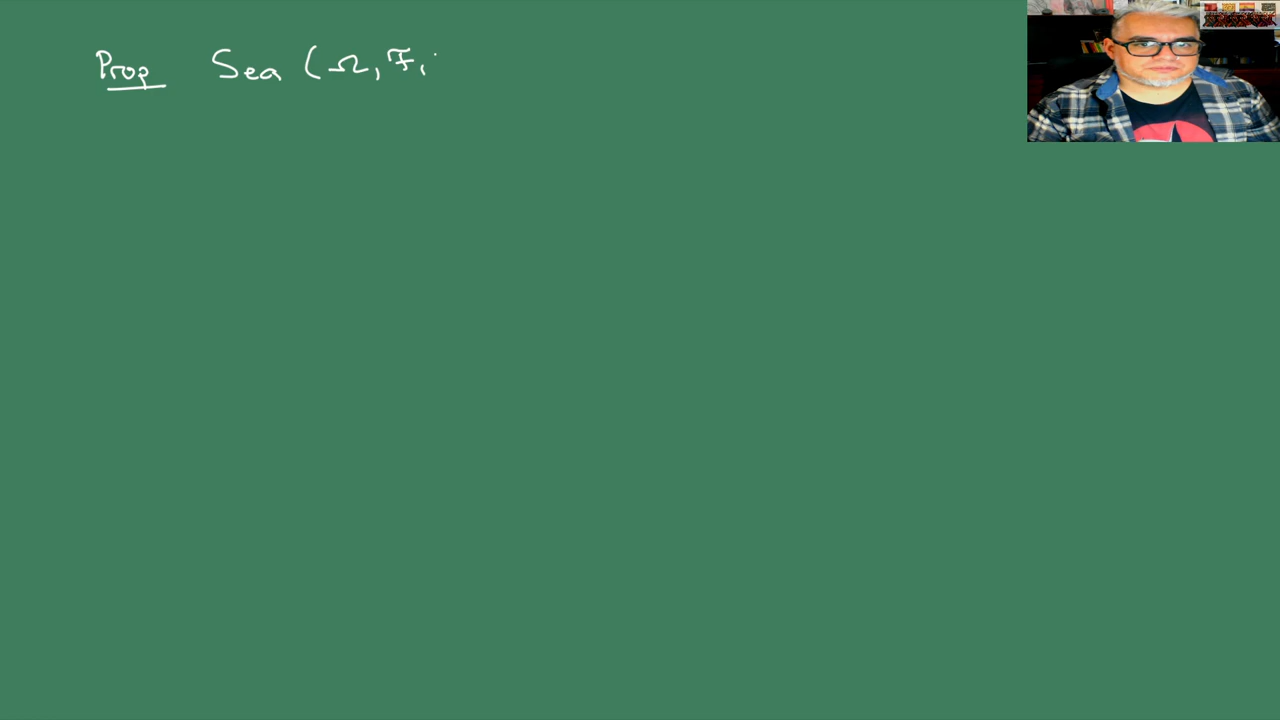 Prop Sea (Ω, F,